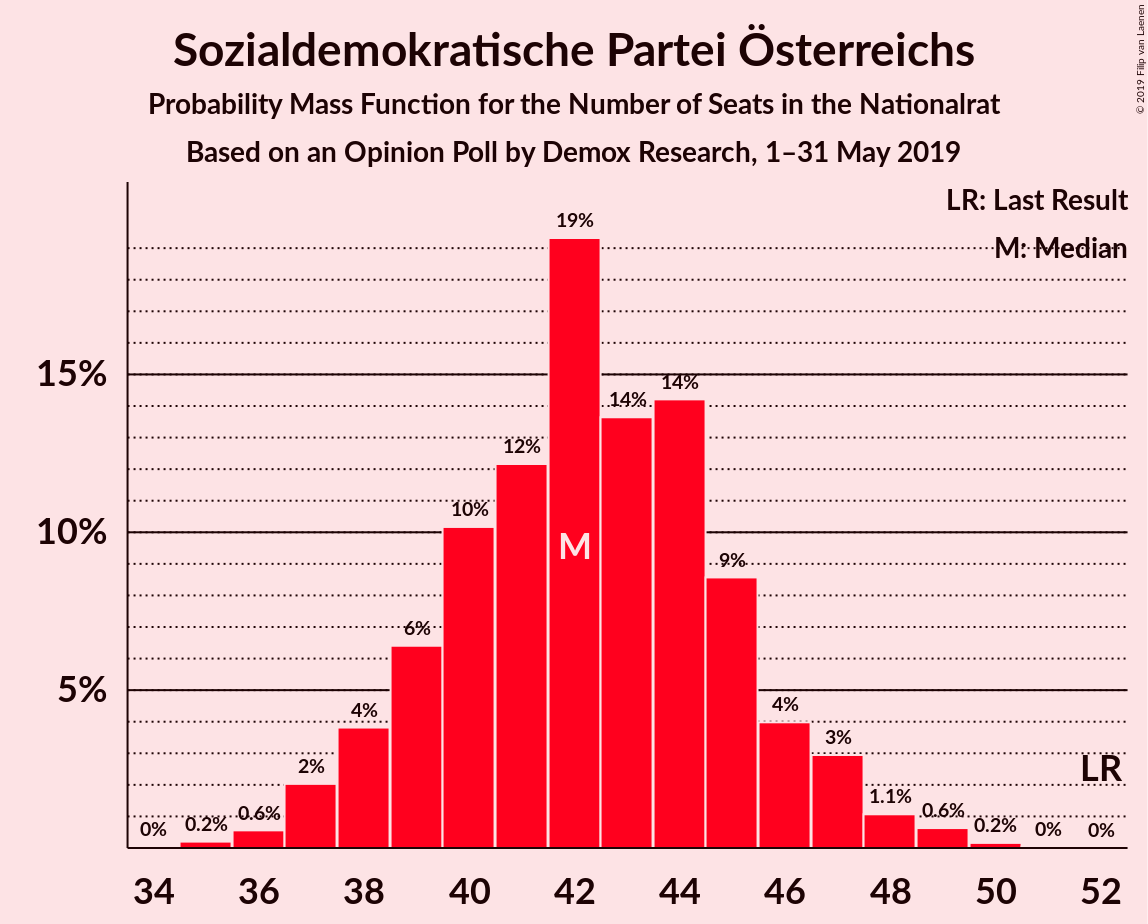 Sozialdemokratische Partei Österreichs
Probability Mass Function for the Number of Seats in the Nationalrat
Based on an Opinion Poll by Demox Research, 1–31 May 2019
© 2019 Filip van Laenen
LR: Last Result
M: Median
15%
10%
5%
0%
0.2%
0.6%
2%
4%
6%
10%
12%
19%
14%
14%
9%
4%
3%
1.1%
0.6%
0.2%
0%
0%
M
LR
34 36 38 40 42 44 46 48 50 52